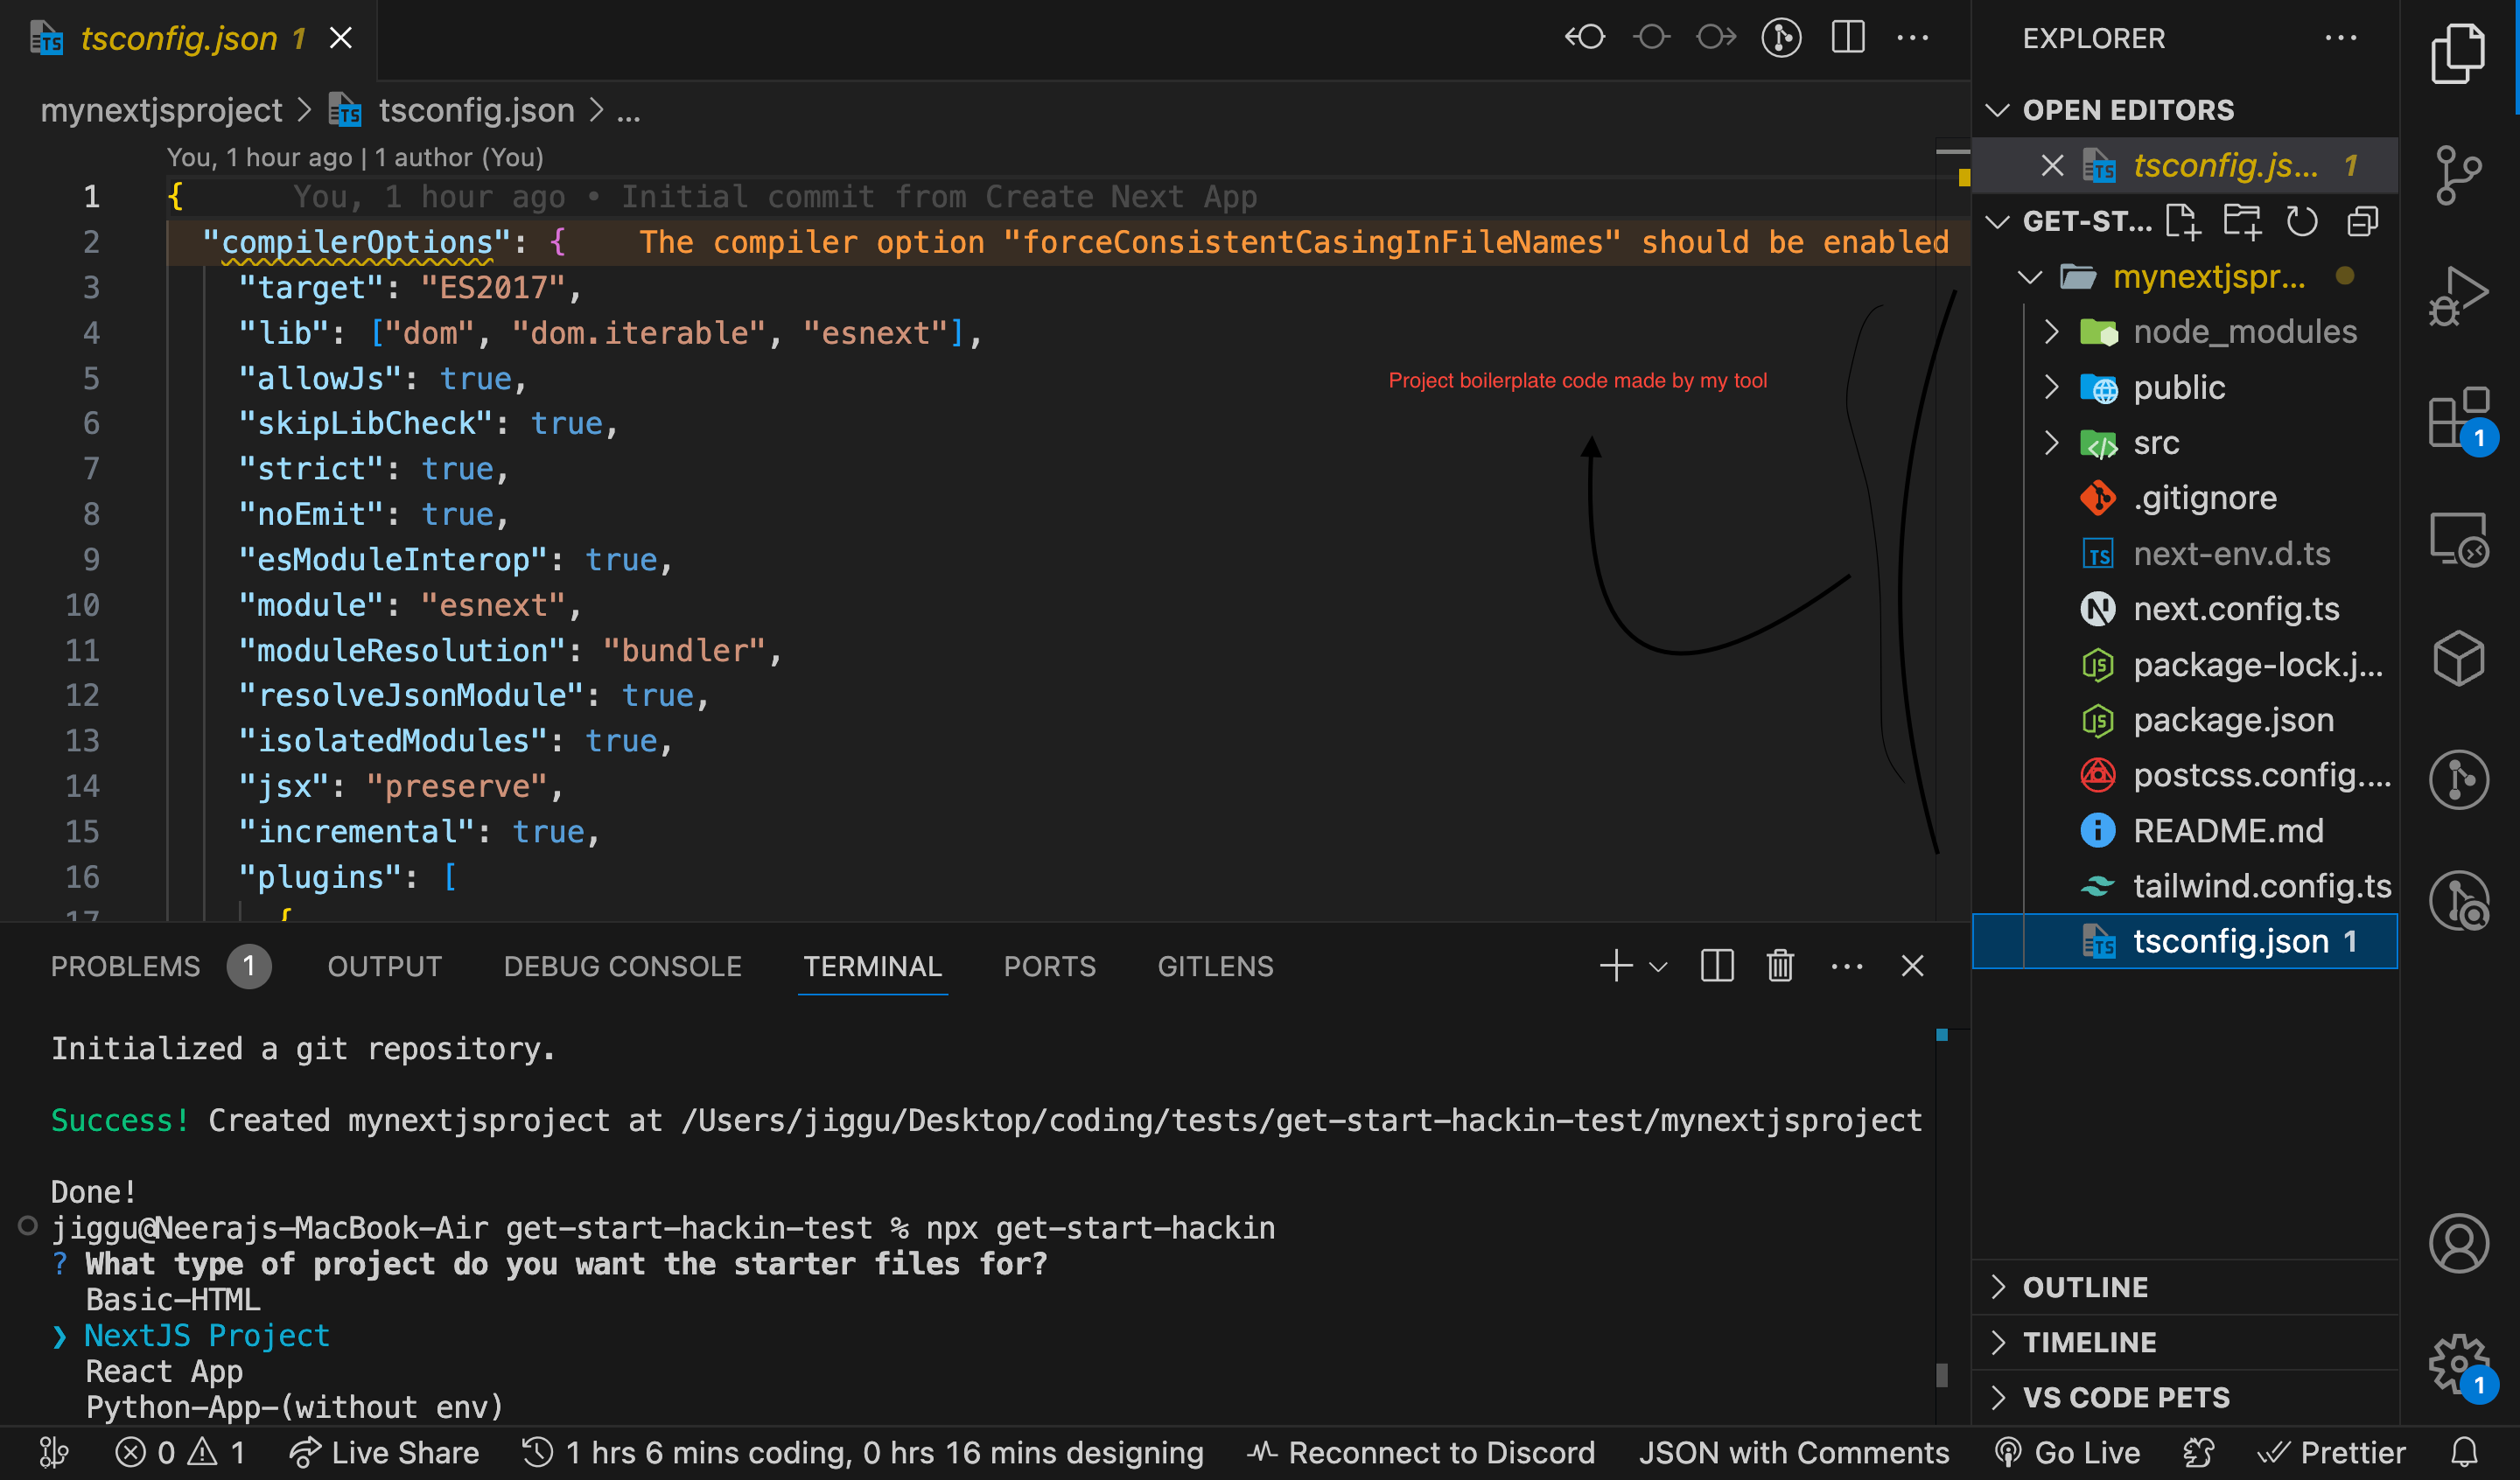 tsconfig.json 1
mynextjsproject > tsconfig.json > ...
You, 1 hour ago | 1 author (You)
1 { You, 1 hour ago • Initial commit from Create Next App
2 "compilerOptions": { The compiler option "forceConsistentCasingInFileNames" should be enabled
3 "target": "ES2017",
4 "lib": ["dom", "dom.iterable", "esnext"],
5 "allowJs": true,
6 "skipLibCheck": true,
7 "strict": true,
8 "noEmit": true,
9 "esModuleInterop": true,
10 "module": "esnext",
11 "moduleResolution": "bundler",
12 "resolveJsonModule": true,
13 "isolatedModules": true,
14 "jsx": "preserve",
15 "incremental": true,
16 "plugins": [
17 {
Project boilerplate code made by my tool
EXPLORER
OPEN EDITORS
tsconfig.js... 1
GET-ST...
mynextjspr...
node_modules
public
src
.gitignore
next-env.d.ts
next.config.ts
package-lock.j...
package.json
postcss.config....
README.md
tailwind.config.ts
tsconfig.json 1
OUTLINE
TIMELINE
VS CODE PETS
1
1
PROBLEMS 1 OUTPUT DEBUG CONSOLE TERMINAL PORTS GITLENS
Initialized a git repository.
Success! Created mynextjsproject at /Users/jiggu/Desktop/coding/tests/get-start-hackin-test/mynextjsproject
Done!
jiggu@Neerajs-MacBook-Air get-start-hackin-test % npx get-start-hackin
? What type of project do you want the starter files for?
Basic-HTML
❯ NextJS Project
React App
Python-App-(without env)
0 1 Live Share 1 hrs 6 mins coding, 0 hrs 16 mins designing Reconnect to Discord JSON with Comments Go Live Prettier